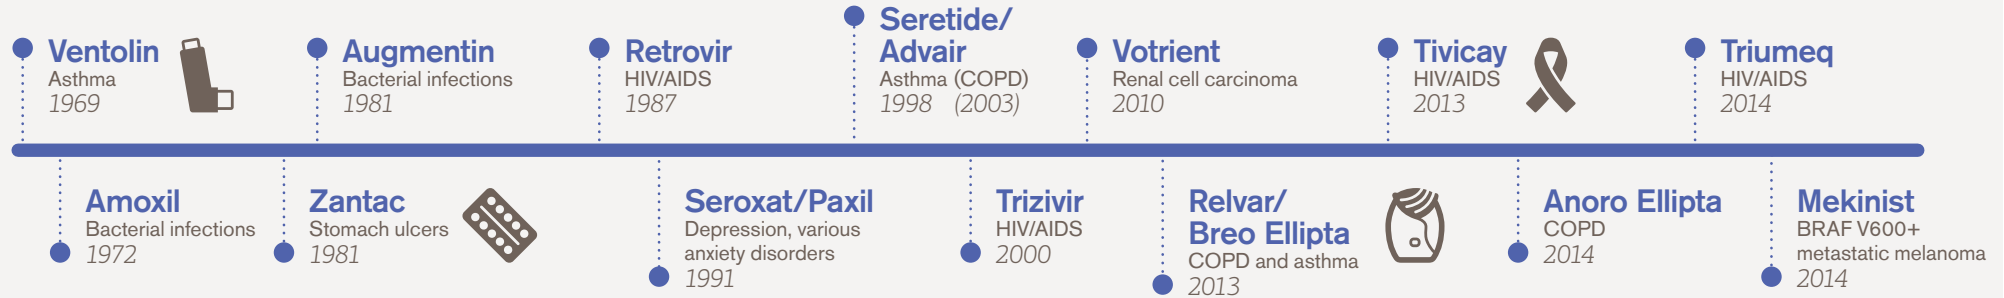 Ventolin
Asthma
1969
Augmentin
Bacterial infections
1981
Retrovir
HIV/AIDS
1987
Seretide/
Advair
Asthma (COPD)
1998 (2003)
Votrient
Renal cell carcinoma
2010
Tivicay
HIV/AIDS
2013
Triumeq
HIV/AIDS
2014
Amoxil
Bacterial infections
1972
Zantac
Stomach ulcers
1981
Seroxat/Paxil
Depression, various
anxiety disorders
1991
Trizivir
HIV/AIDS
2000
Relvar/
Breo Ellipta
COPD and asthma
2013
Anoro Ellipta
COPD
2014
Mekinist
BRAF V600+
metastatic melanoma
2014